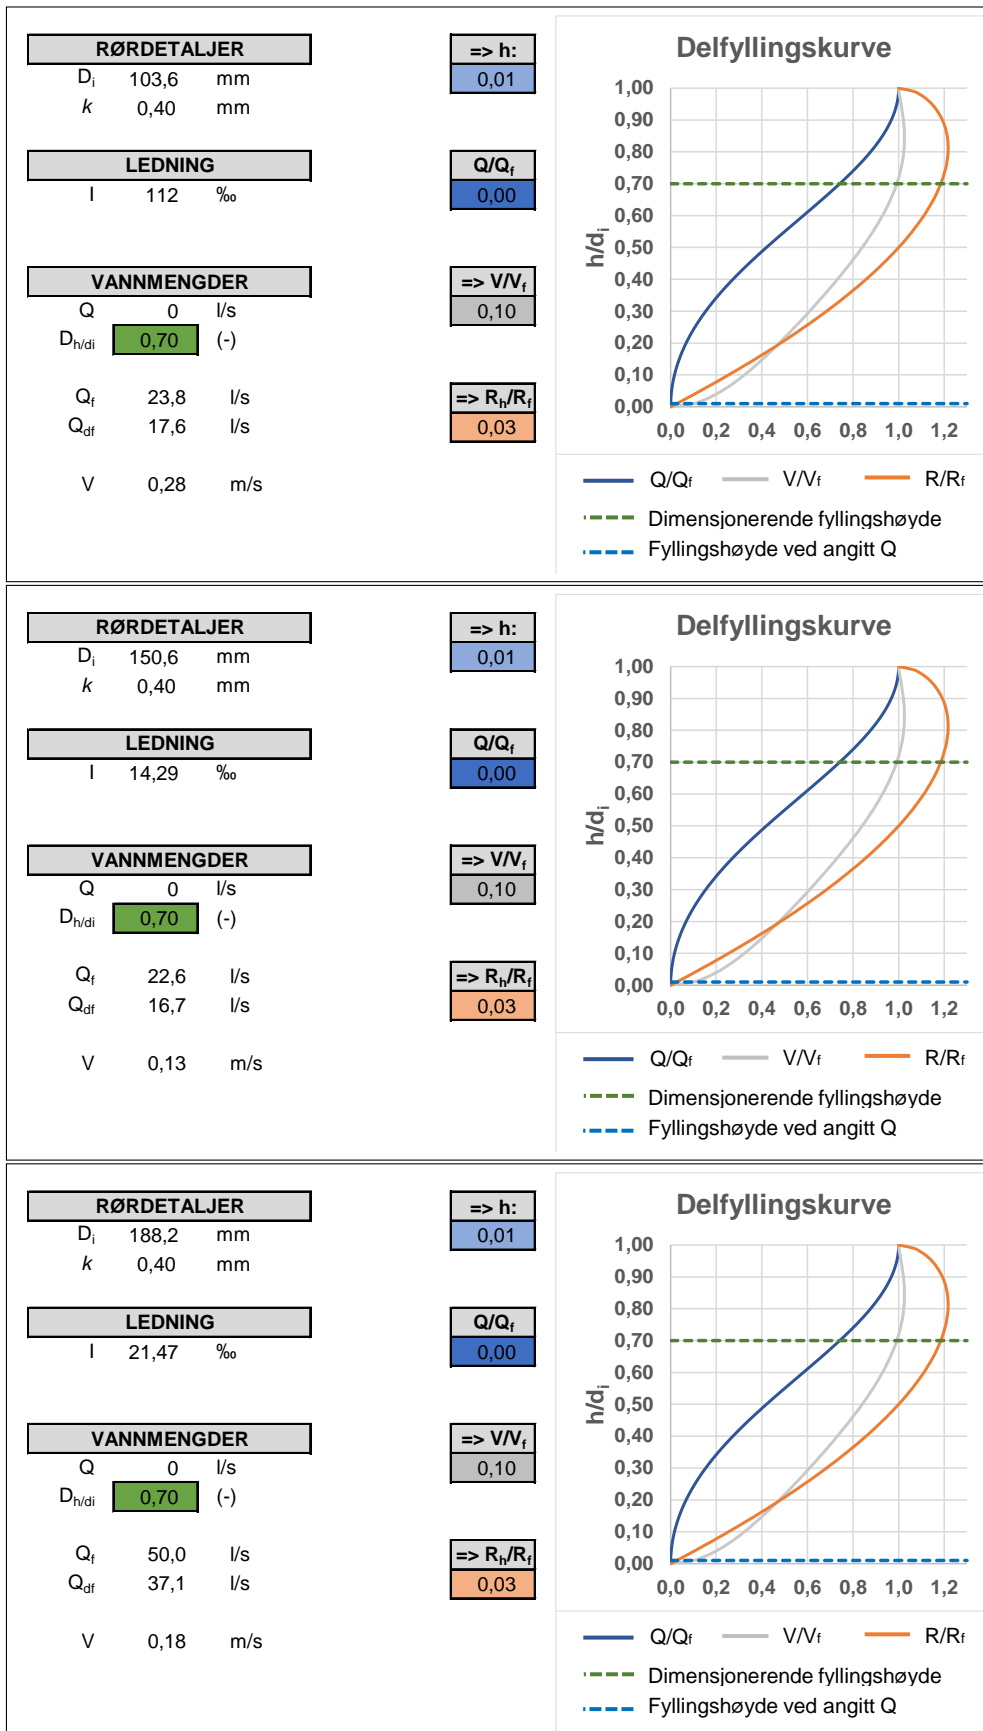 RØRDETALJER
=> h:
Dᵢ 103,6 mm
0,01
k 0,40 mm
LEDNING
Q/Qf
I 112 ‰
0,00
VANNMENGDER
=> V/Vf
Q 0 l/s
0,10
Dh/di 0,70 (-)
Qf 23,8 l/s
=> Rh/Rf
Qdf 17,6 l/s
0,03
V 0,28 m/s
Delfyllingskurve
1,00
0,90
0,80
0,70
0,60
0,50
0,40
0,30
0,20
0,10
0,00
h/di
0,0 0,2 0,4 0,6 0,8 1,0 1,2
Q/Qf V/Vf R/Rf
Dimensjonerende fyllingshøyde
Fyllingshøyde ved angitt Q
RØRDETALJER
=> h:
Dᵢ 150,6 mm
0,01
k 0,40 mm
LEDNING
Q/Qf
I 14,29 ‰
0,00
VANNMENGDER
=> V/Vf
Q 0 l/s
0,10
Dh/di 0,70 (-)
Qf 22,6 l/s
=> Rh/Rf
Qdf 16,7 l/s
0,03
V 0,13 m/s
Delfyllingskurve
1,00
0,90
0,80
0,70
0,60
0,50
0,40
0,30
0,20
0,10
0,00
h/di
0,0 0,2 0,4 0,6 0,8 1,0 1,2
Q/Qf V/Vf R/Rf
Dimensjonerende fyllingshøyde
Fyllingshøyde ved angitt Q
RØRDETALJER
=> h:
Dᵢ 188,2 mm
0,01
k 0,40 mm
LEDNING
Q/Qf
I 21,47 ‰
0,00
VANNMENGDER
=> V/Vf
Q 0 l/s
0,10
Dh/di 0,70 (-)
Qf 50,0 l/s
=> Rh/Rf
Qdf 37,1 l/s
0,03
V 0,18 m/s
Delfyllingskurve
1,00
0,90
0,80
0,70
0,60
0,50
0,40
0,30
0,20
0,10
0,00
h/di
0,0 0,2 0,4 0,6 0,8 1,0 1,2
Q/Qf V/Vf R/Rf
Dimensjonerende fyllingshøyde
Fyllingshøyde ved angitt Q